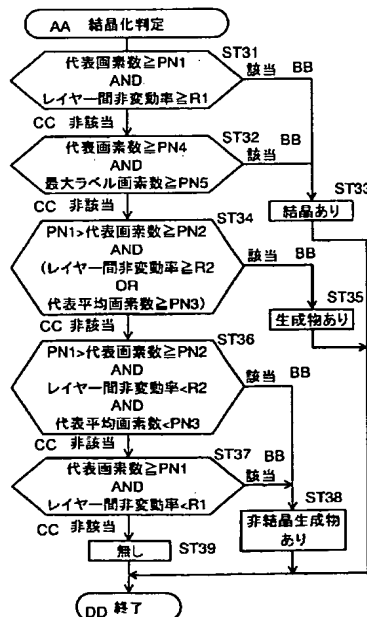 AA 結晶化判定
ST31
代表画素数≧PN1
AND
レイヤー間非変動率≧R1
該当 BB
CC 非該当
ST32
代表画素数≧PN4
AND
最大ラベル画素数≧PN5
該当 BB
CC 非該当
ST33
結晶あり
ST34
PN1>代表画素数≧PN2
AND
(レイヤー間非変動率≧R2
OR
代表平均画素数≧PN3)
該当 BB
CC 非該当
ST35
生成物あり
ST36
PN1>代表画素数≧PN2
AND
レイヤー間非変動率<R2
AND
代表平均画素数<PN3
該当 BB
CC 非該当
ST37
代表画素数≧PN1
AND
レイヤー間非変動率<R1
該当 BB
CC 非該当
ST38
非結晶生成物
あり
無し
ST39
DD 終了